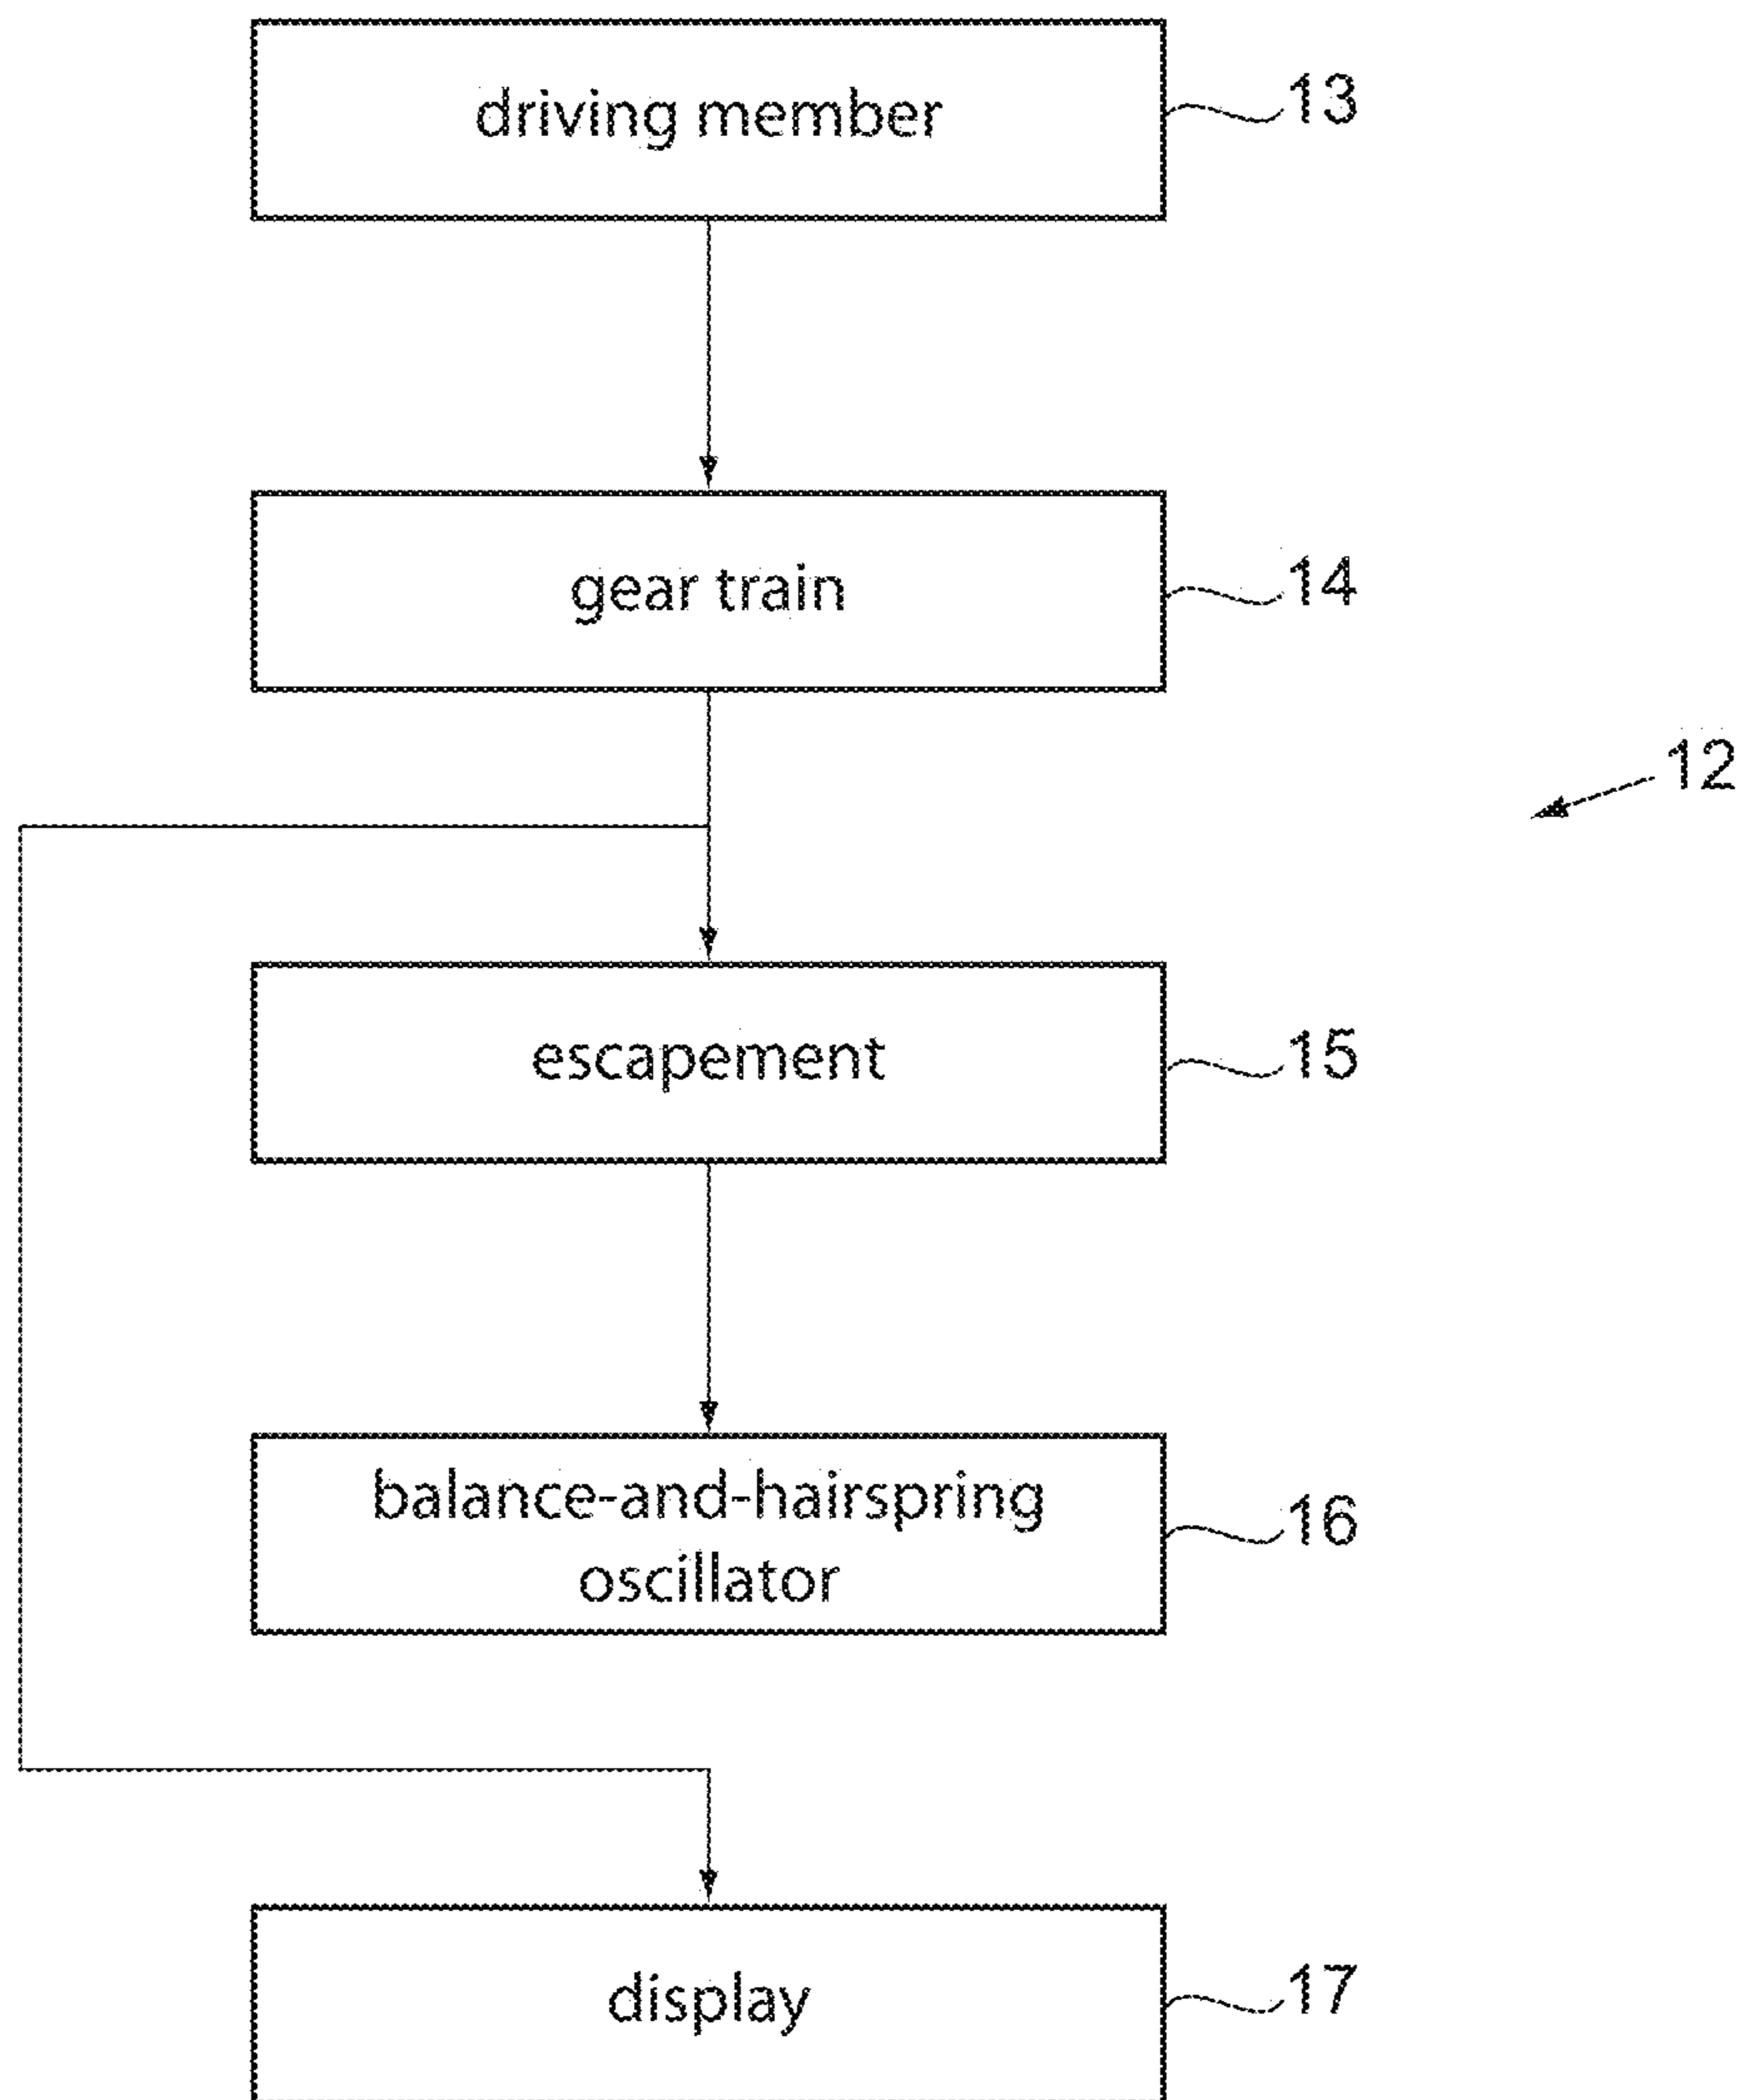 driving member
13
gear train
14
12
escapement
15
balance-and-hairspring
oscillator
16
display
17